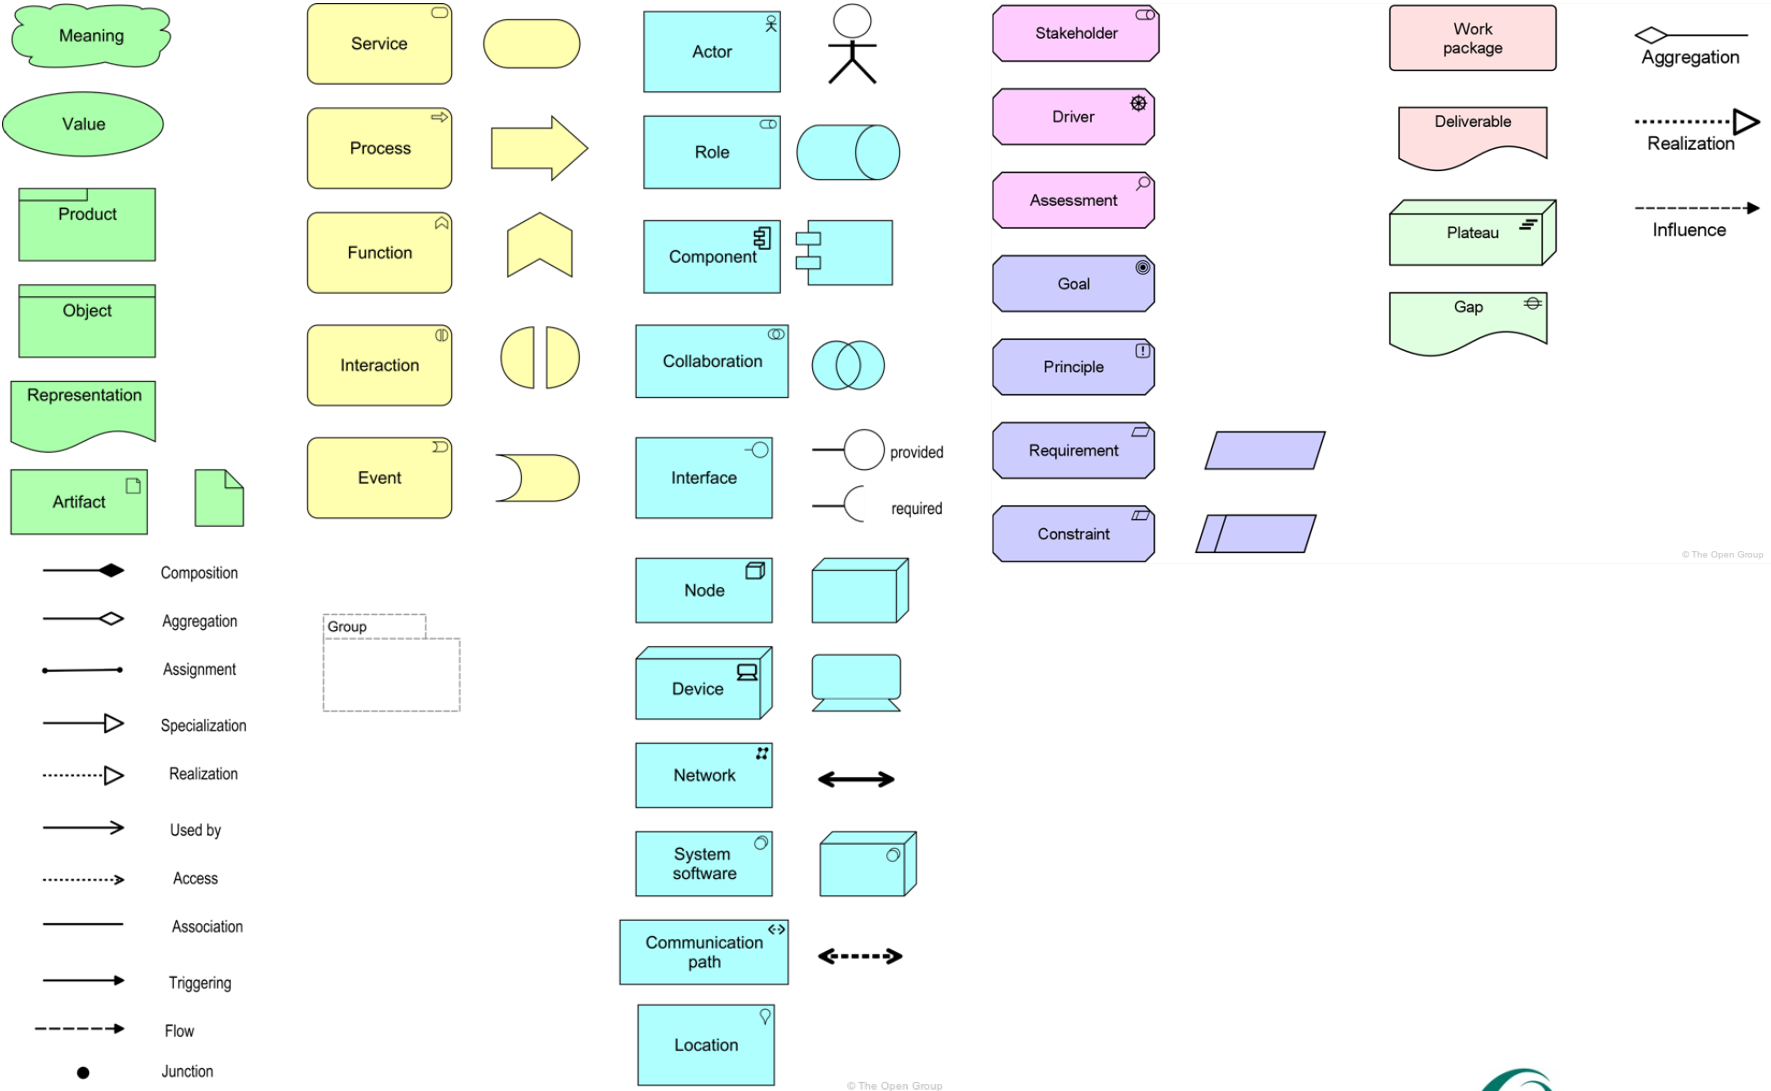 Meaning
Value
Product
Object
Representation
Artifact
Composition
Aggregation
Assignment
Specialization
Realization
Used by
Access
Association
Triggering
Flow
Junction
Service
Process
Function
Interaction
Event
Group
Actor
Role
Component
Collaboration
Interface
provided
required
Node
Device
Network
System
software
Communication
path
Location
© The Open Group
Stakeholder
Driver
Assessment
Goal
Principle
Requirement
Constraint
Work
package
Deliverable
Plateau
Gap
Aggregation
Realization
Influence
© The Open Group